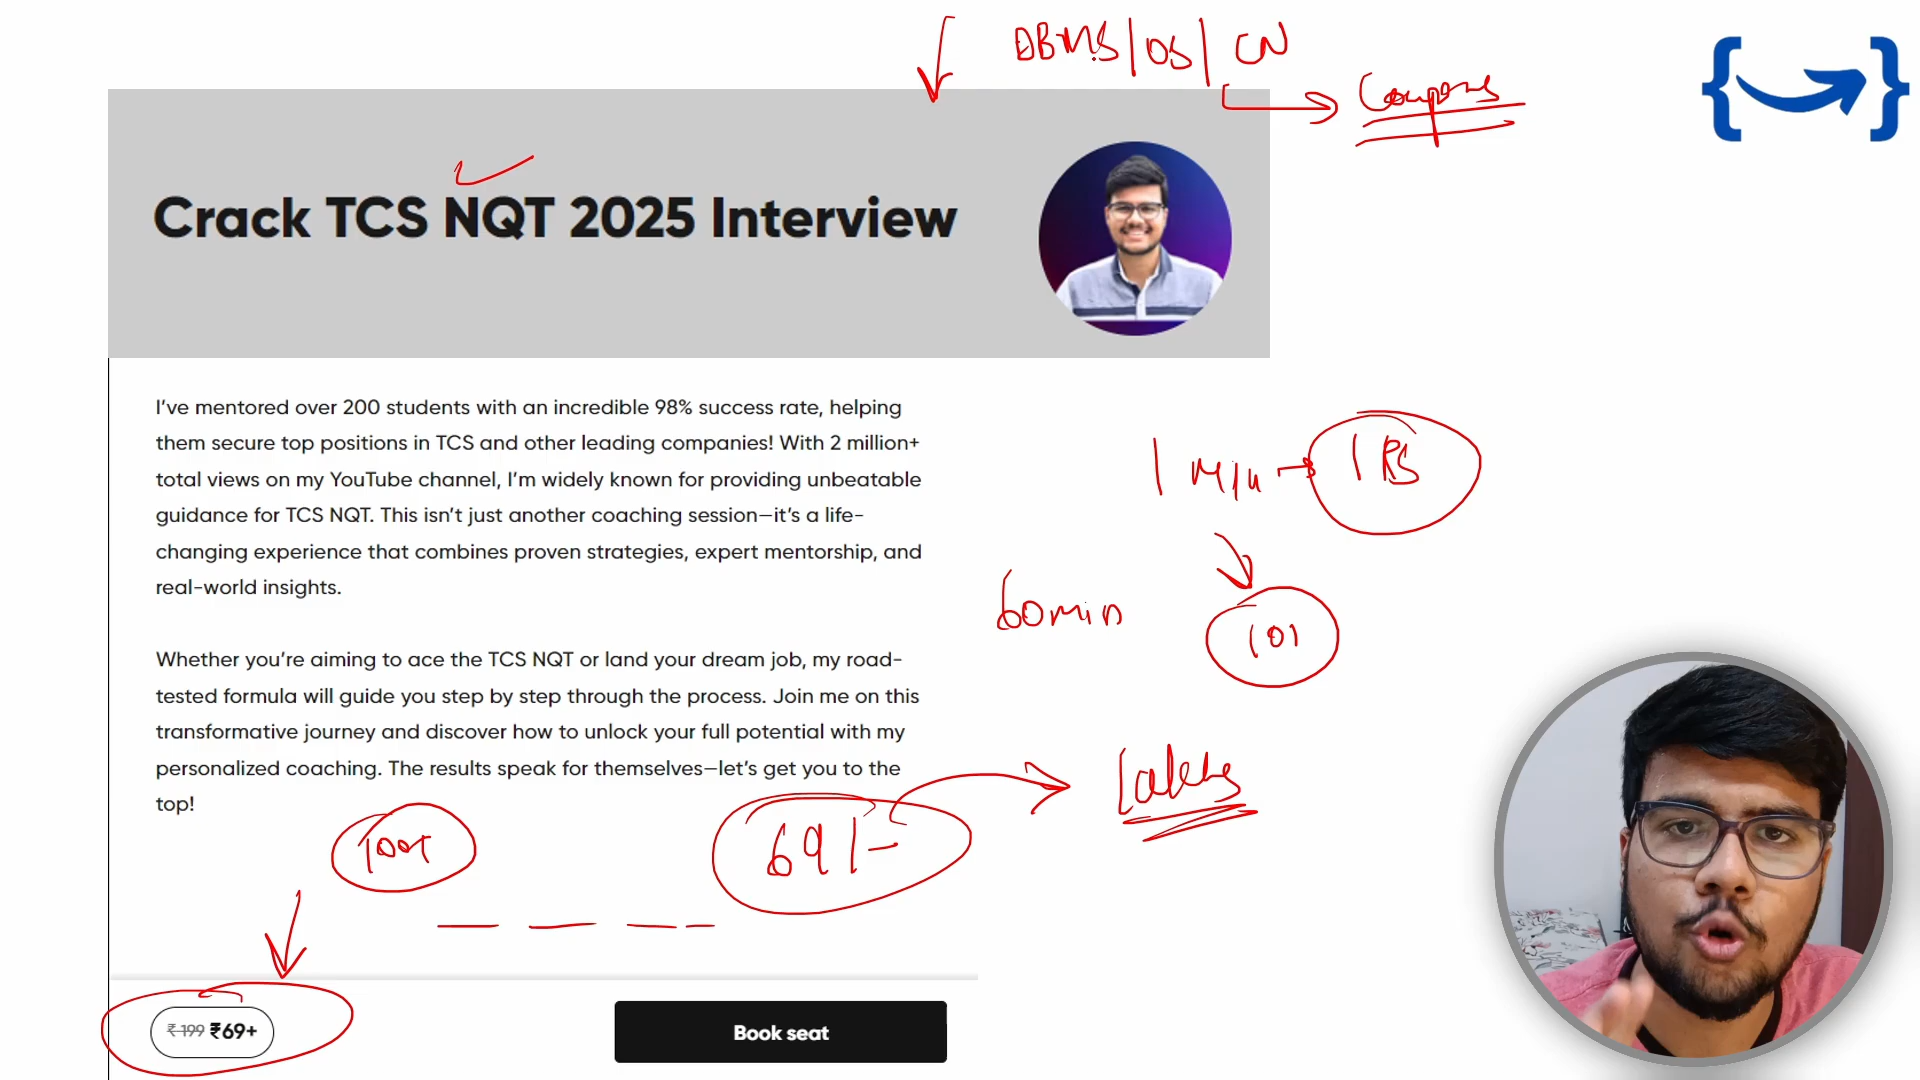 DBMS/OS/ CN
Coupons
Crack TCS NQT 2025 Interview
I've mentored over 200 students with an incredible 98% success rate, helping
them secure top positions in TCS and other leading companies! With 2 million+
total views on my YouTube channel, I'm widely known for providing unbeatable
guidance for TCS NQT. This isn't just another coaching session—it's a life-
changing experience that combines proven strategies, expert mentorship, and
real-world insights.
1 Min → 1 RS
60 min
101
Whether you're aiming to ace the TCS NQT or land your dream job, my road-
tested formula will guide you step by step through the process. Join me on this
transformative journey and discover how to unlock your full potential with my
personalized coaching. The results speak for themselves—let's get you to the
top!
100+
69/-
₹199 ₹69+
Book seat